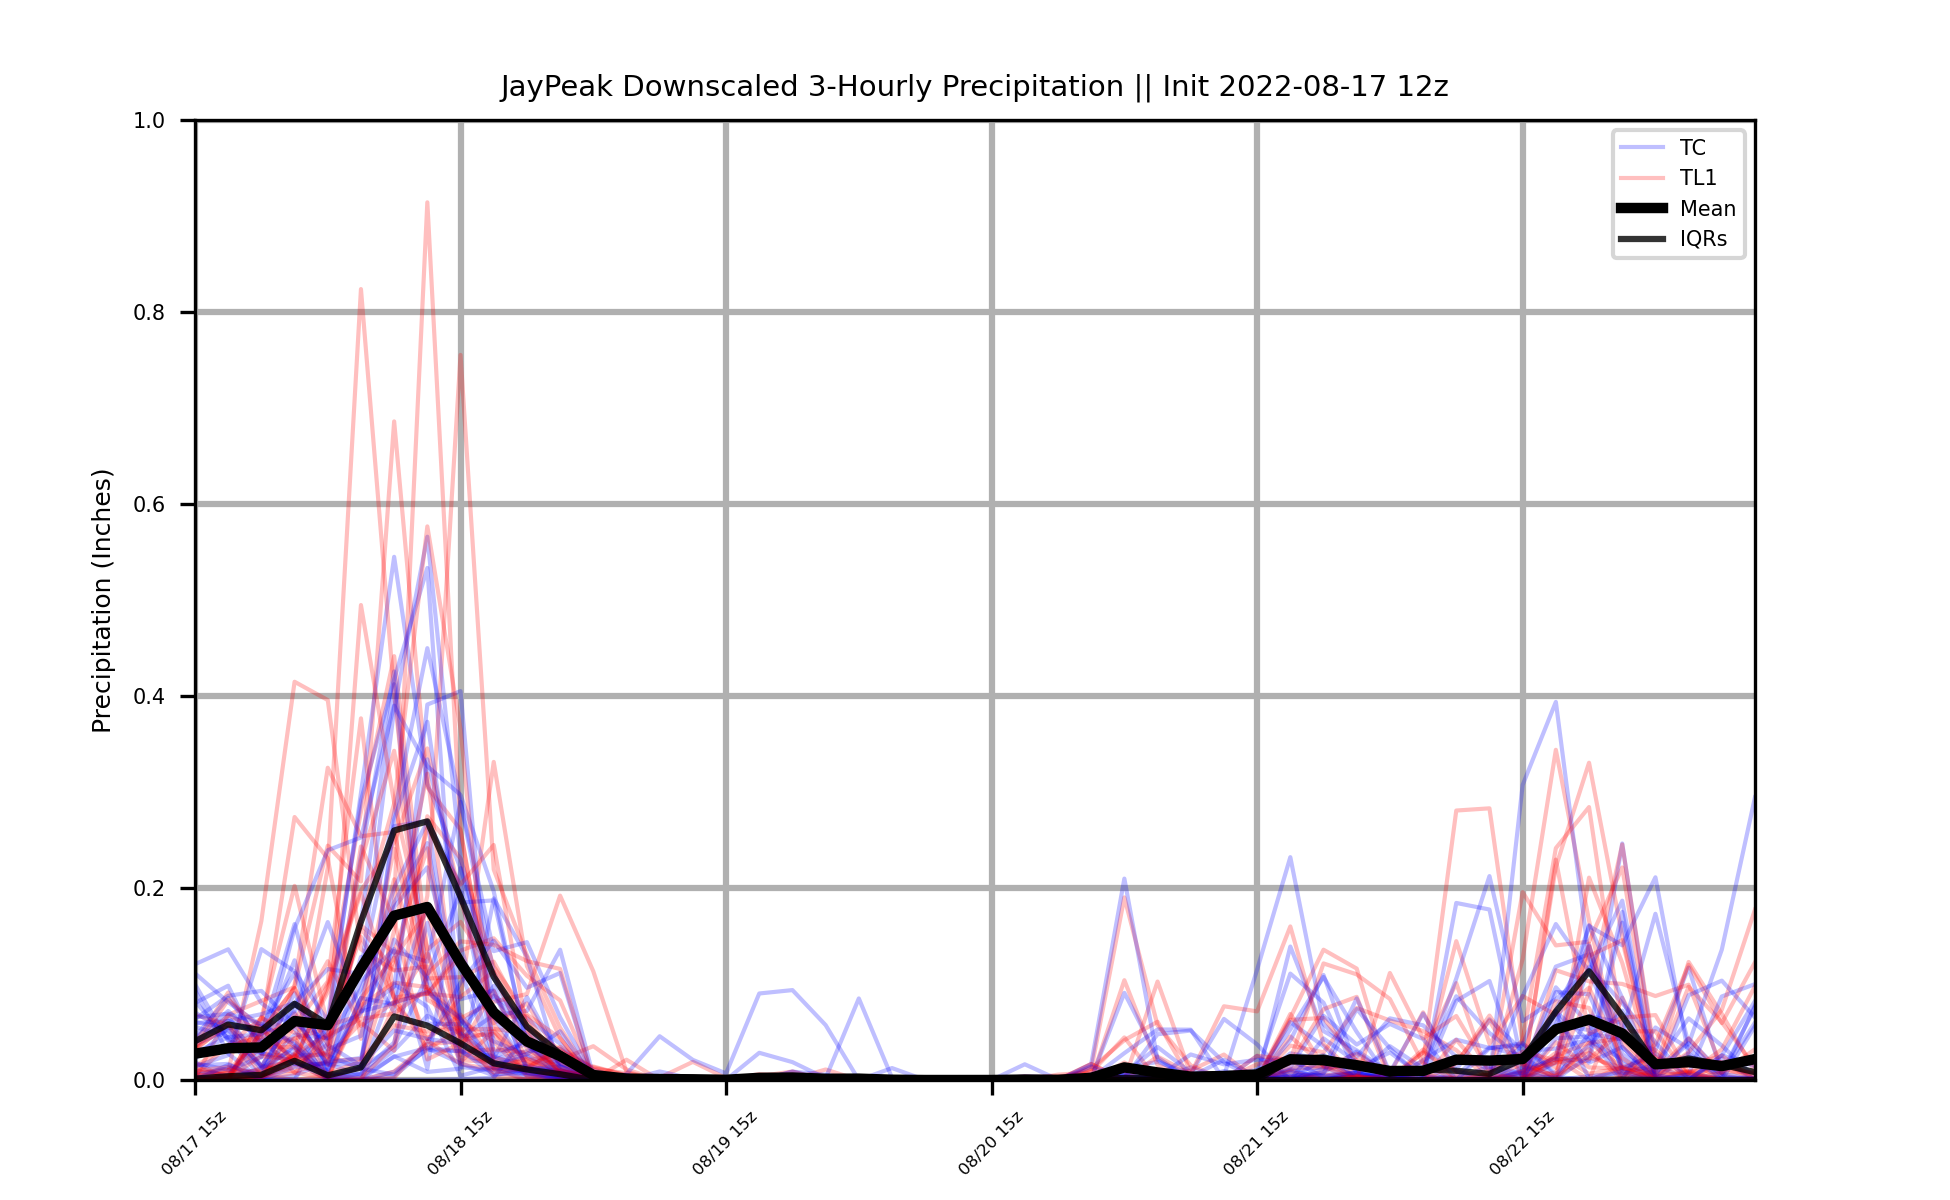 JayPeak Downscaled 3-Hourly Precipitation || Init 2022-08-17 12z
TC
TL1
Mean
IQRs
Precipitation (Inches)
1.0
0.8
0.6
0.4
0.2
0.0
08/17 15z
08/18 15z
08/19 15z
08/20 15z
08/21 15z
08/22 15z